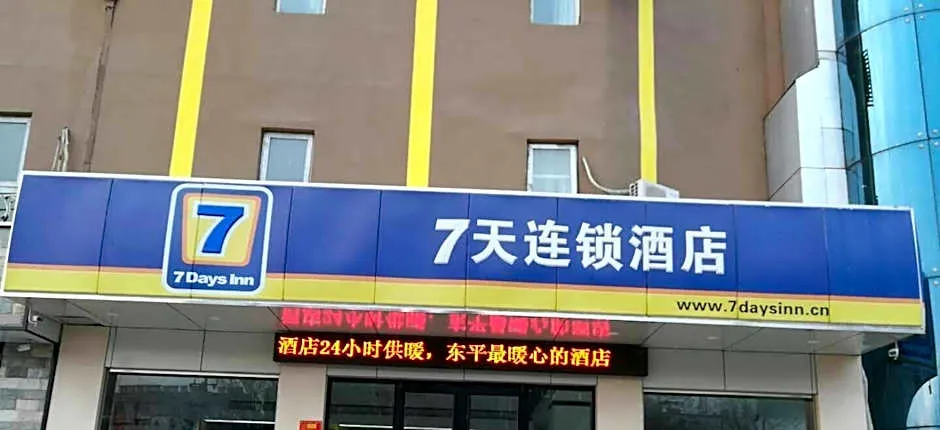 7
7 Days Inn
7天连锁酒店
www.7daysinn.cn
酒店24小时供暖，东平最暖心的酒店